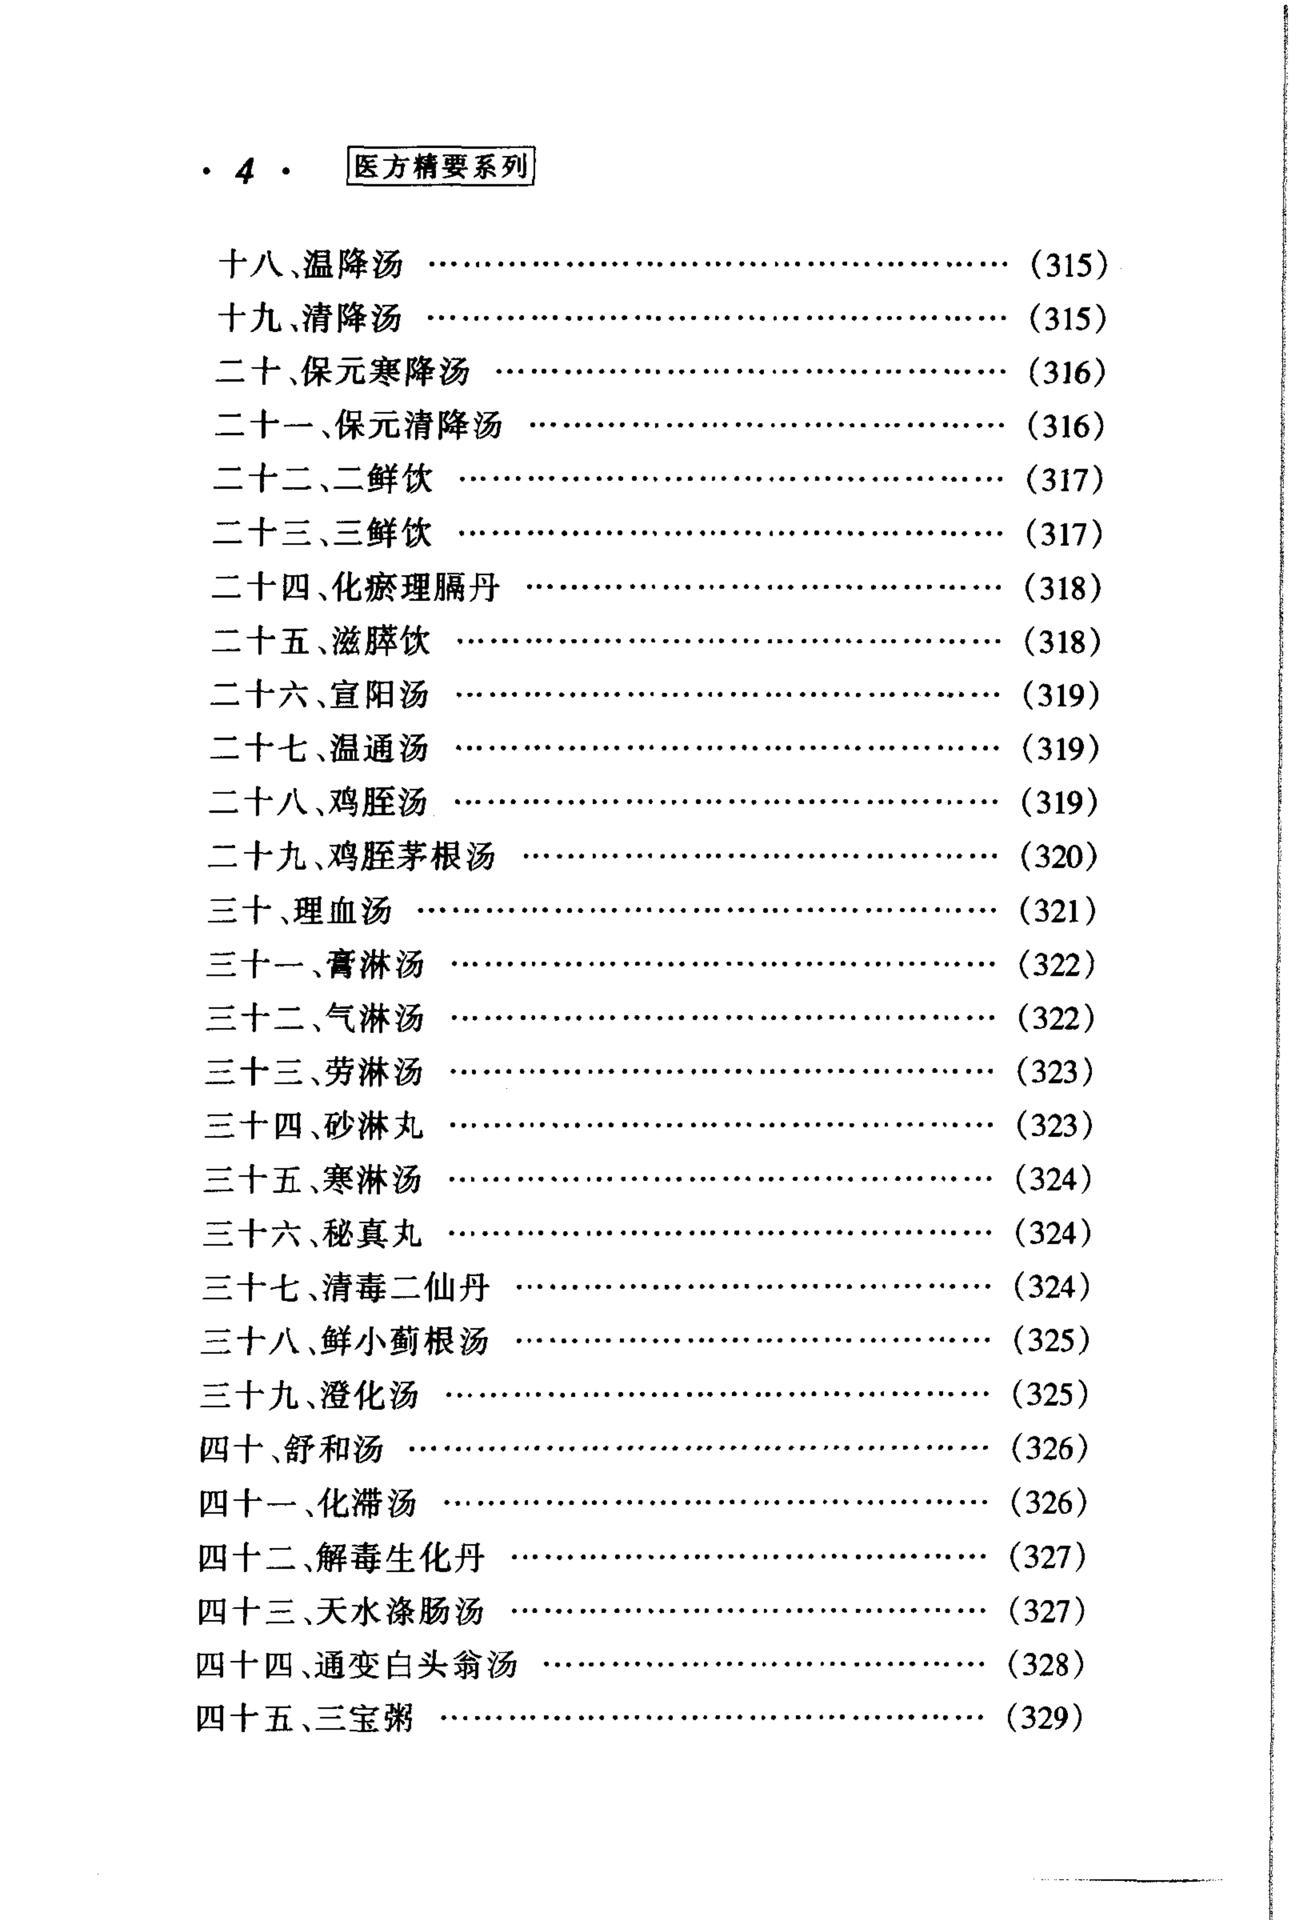 · 4 · 医方精要系列
十八、温降汤 …………………………………………… (315)
十九、清降汤 …………………………………………… (315)
二十、保元寒降汤 ……………………………………… (316)
二十一、保元清降汤 …………………………………… (316)
二十二、二鲜饮 ………………………………………… (317)
二十三、三鲜饮 ………………………………………… (317)
二十四、化瘀理膈丹 …………………………………… (318)
二十五、滋膵饮 ………………………………………… (318)
二十六、宣阳汤 ………………………………………… (319)
二十七、温通汤 ………………………………………… (319)
二十八、鸡胵汤 ………………………………………… (319)
二十九、鸡胵茅根汤 …………………………………… (320)
三十、理血汤 …………………………………………… (321)
三十一、膏淋汤 ………………………………………… (322)
三十二、气淋汤 ………………………………………… (322)
三十三、劳淋汤 ………………………………………… (323)
三十四、砂淋丸 ………………………………………… (323)
三十五、寒淋汤 ………………………………………… (324)
三十六、秘真丸 ………………………………………… (324)
三十七、清毒二仙丹 …………………………………… (324)
三十八、鲜小蓟根汤 …………………………………… (325)
三十九、澄化汤 ………………………………………… (325)
四十、舒和汤 …………………………………………… (326)
四十一、化滞汤 ………………………………………… (326)
四十二、解毒生化丹 …………………………………… (327)
四十三、天水涤肠汤 …………………………………… (327)
四十四、通变白头翁汤 ………………………………… (328)
四十五、三宝粥 ………………………………………… (329)